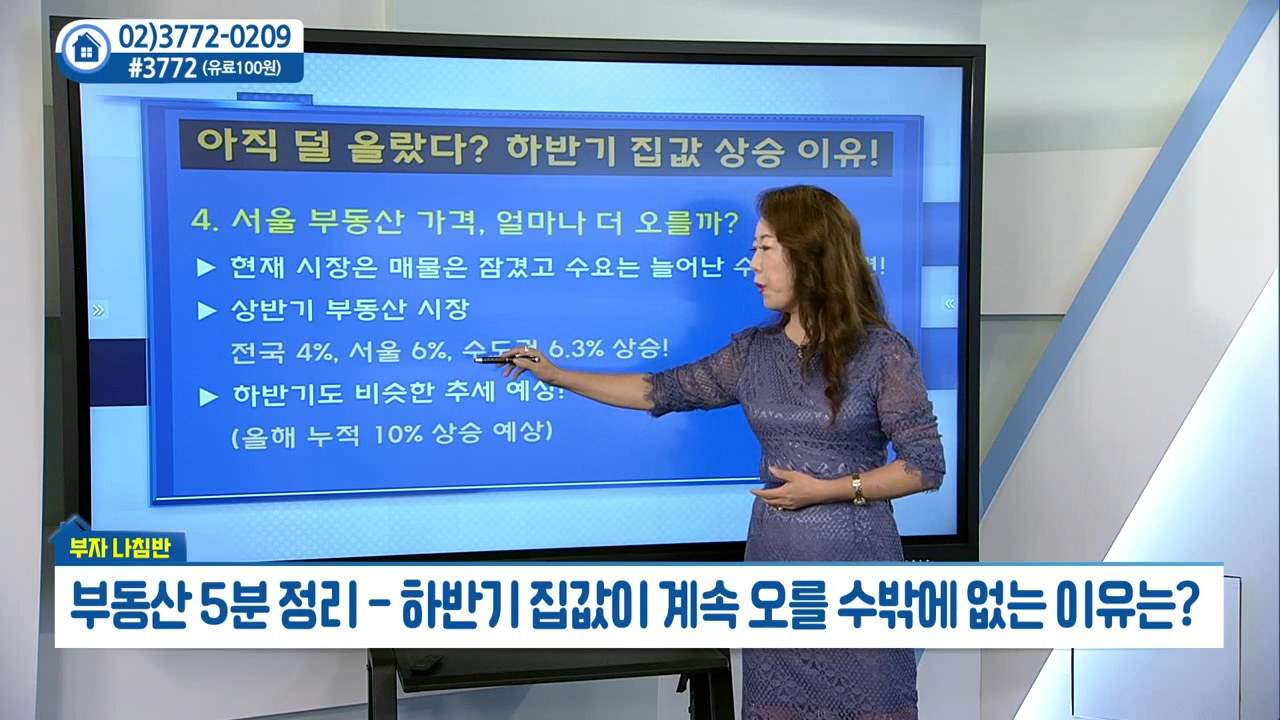 02)3772-0209
#3772 (유료100원)
아직 덜 올랐다? 하반기 집값 상승 이유!
4. 서울 부동산 가격, 얼마나 더 오를까?
▶ 현재 시장은 매물은 잠겼고 수요는 늘어난
▶ 상반기 부동산 시장
전국 4%, 서울 6%, 수도권 6.3% 상승!
▶ 하반기도 비슷한 추세 예상!
(올해 누적 10% 상승 예상)
부자 나침반
부동산 5분 정리 - 하반기 집값이 계속 오를 수밖에 없는 이유는?